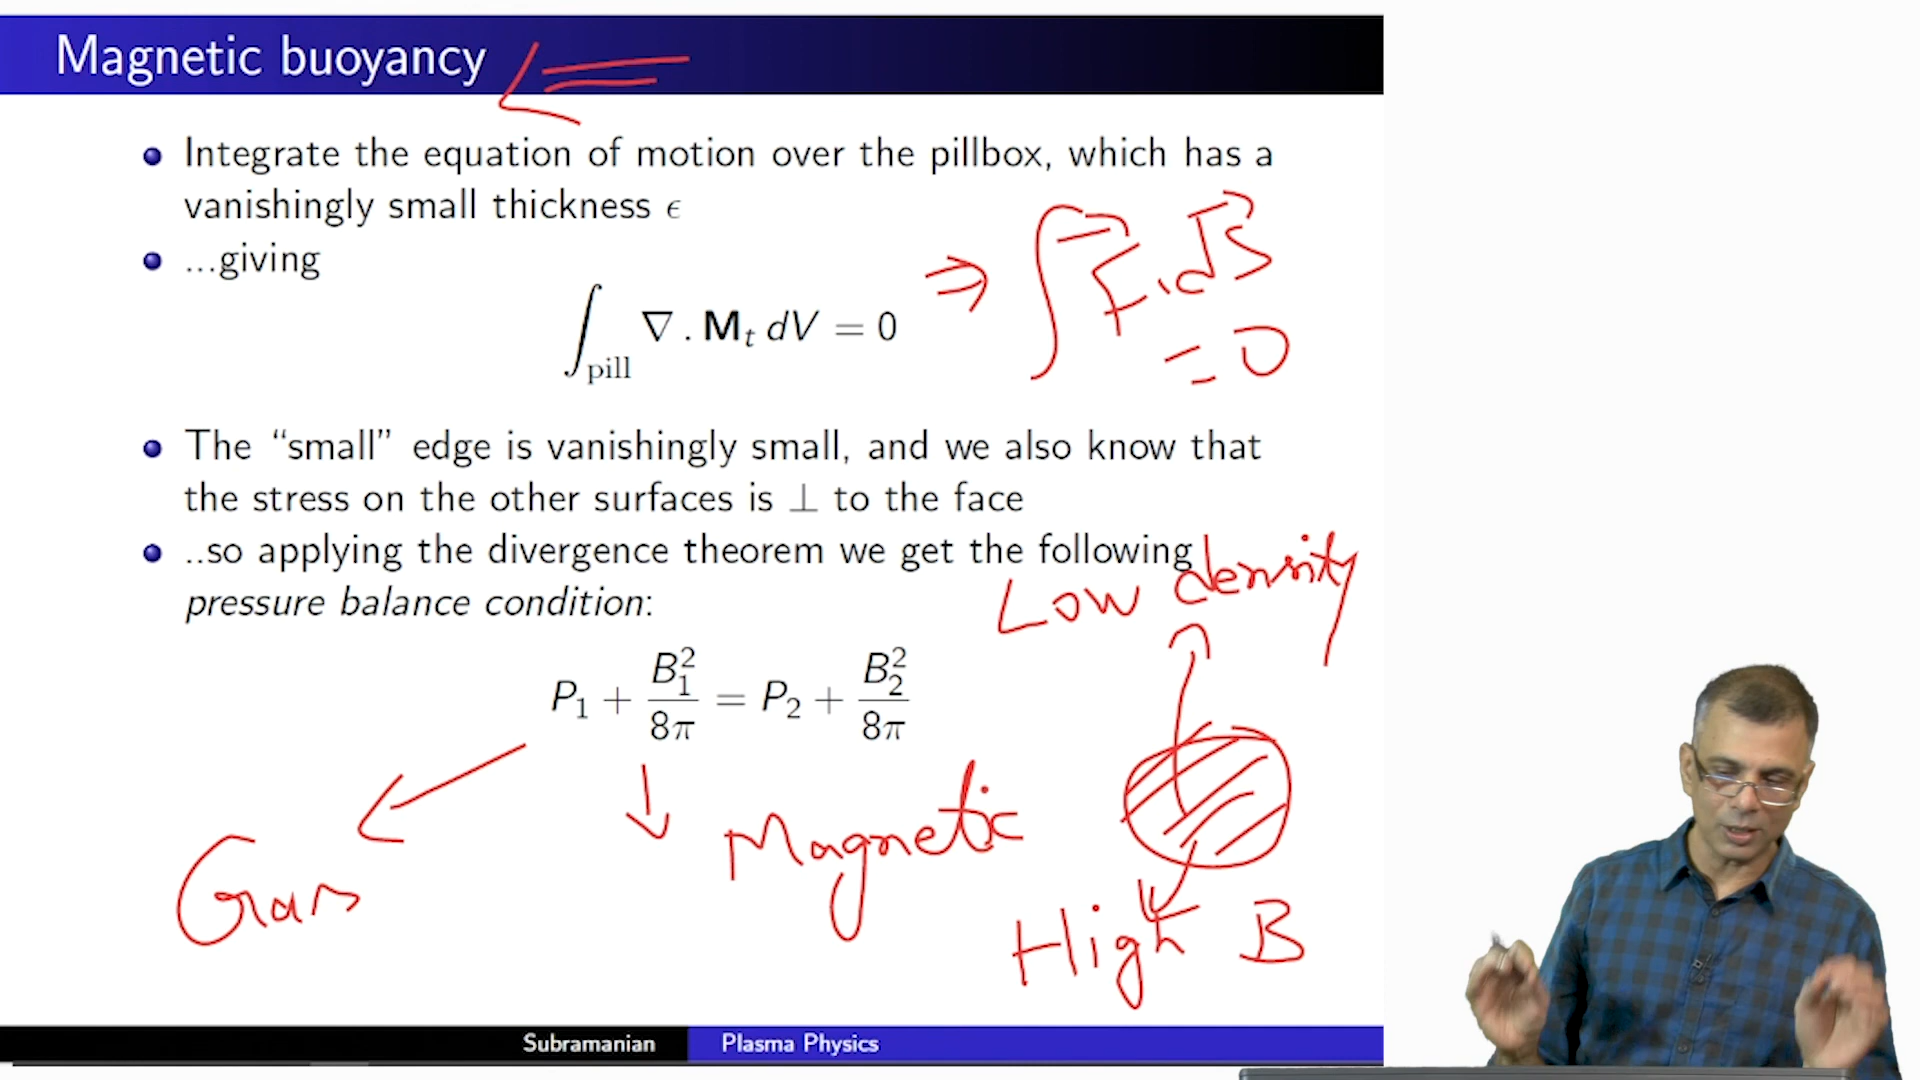 Magnetic buoyancy
Integrate the equation of motion over the pillbox, which has a
vanishingly small thickness ϵ
...giving
∫_pill ∇ . M_t dV = 0
⇒ ∫ F . dS
= 0
The “small” edge is vanishingly small, and we also know that
the stress on the other surfaces is ⊥ to the face
..so applying the divergence theorem we get the following
pressure balance condition:
Low density
P₁ + B₁²/8π = P₂ + B₂²/8π
Gas
Magnetic
High B
Subramanian Plasma Physics